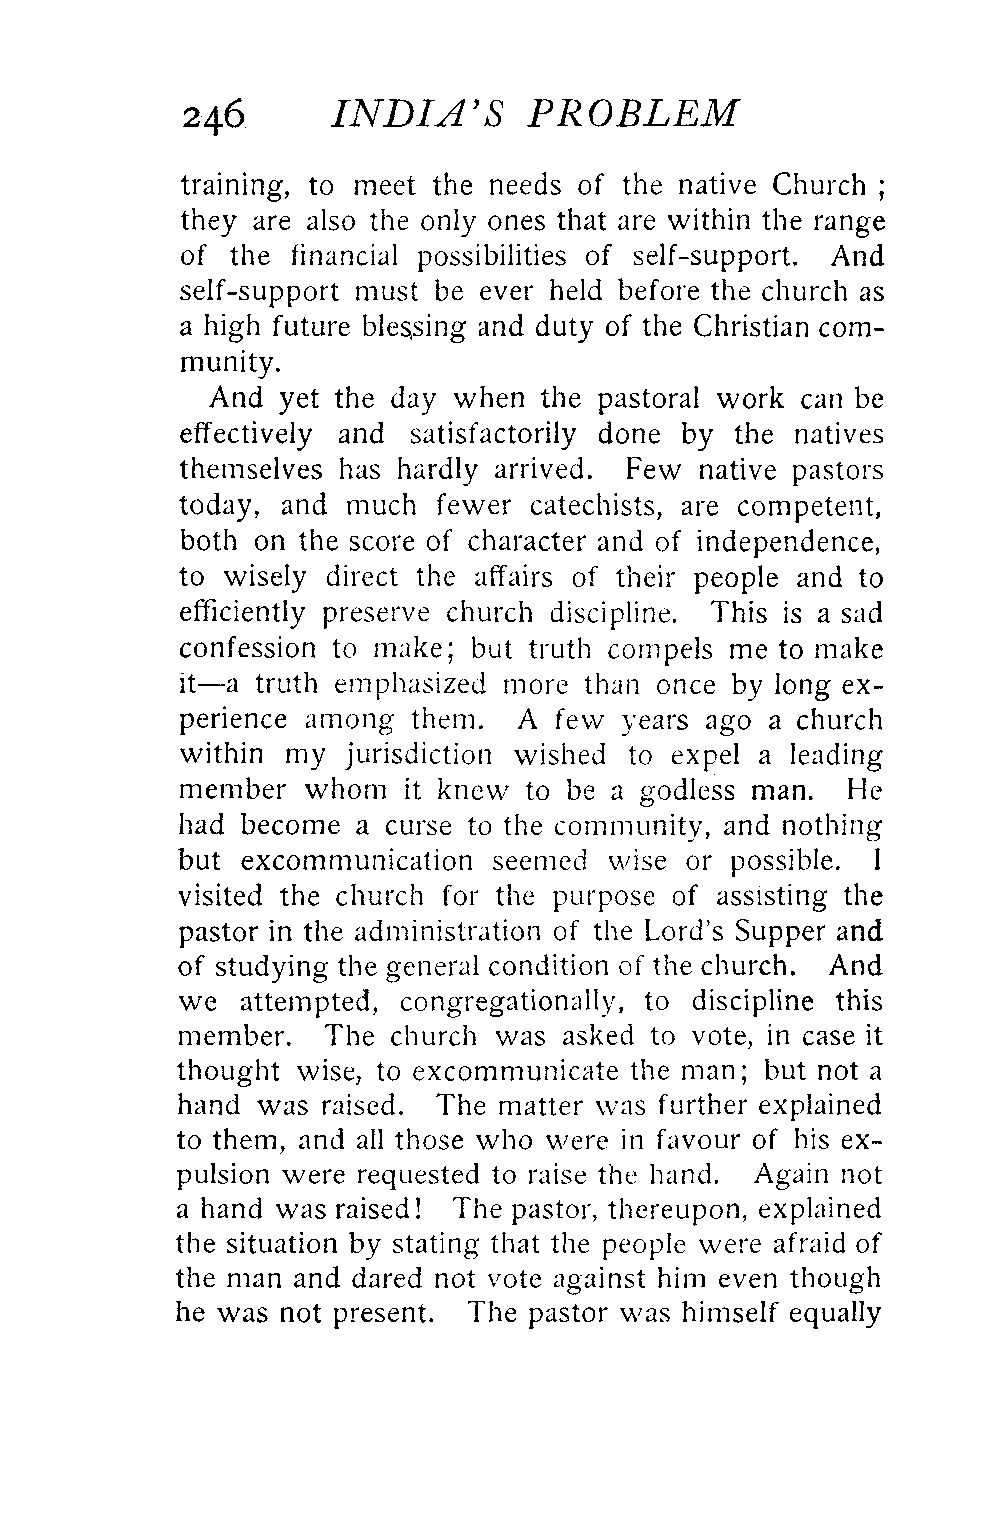 246 INDIA'S PROBLEM
training, to meet the needs of the native Church ;
they are also the only ones that are within the range
of the financial possibilities of self-support. And
self-support must be ever held before the church as
a high future blessing and duty of the Christian com-
munity.
And yet the day when the pastoral work can be
effectively and satisfactorily done by the natives
themselves has hardly arrived. Few native pastors
today, and much fewer catechists, are competent,
both on the score of character and of independence,
to wisely direct the affairs of their people and to
efficiently preserve church discipline. This is a sad
confession to make; but truth compels me to make
it—a truth emphasized more than once by long ex-
perience among them. A few years ago a church
within my jurisdiction wished to expel a leading
member whom it knew to be a godless man. He
had become a curse to the community, and nothing
but excommunication seemed wise or possible. I
visited the church for the purpose of assisting the
pastor in the administration of the Lord's Supper and
of studying the general condition of the church. And
we attempted, congregationally, to discipline this
member. The church was asked to vote, in case it
thought wise, to excommunicate the man; but not a
hand was raised. The matter was further explained
to them, and all those who were in favour of his ex-
pulsion were requested to raise the hand. Again not
a hand was raised! The pastor, thereupon, explained
the situation by stating that the people were afraid of
the man and dared not vote against him even though
he was not present. The pastor was himself equally